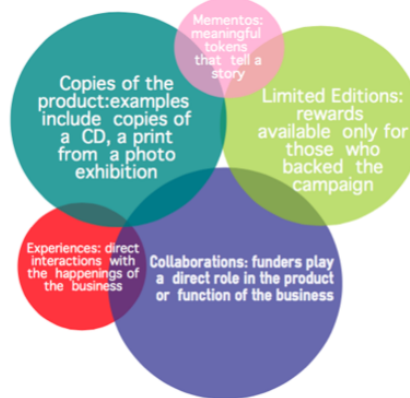 Mementos:
meaningful
tokens
that tell a
story
Copies of the
product:examples
include copies of
a CD, a print
from a photo
exhibition
Limited Editions:
rewards
available only for
those who
backed the
campaign
Experiences: direct
interactions with
the happenings of
the business
Collaborations: funders play
a direct role in the product
or function of the business